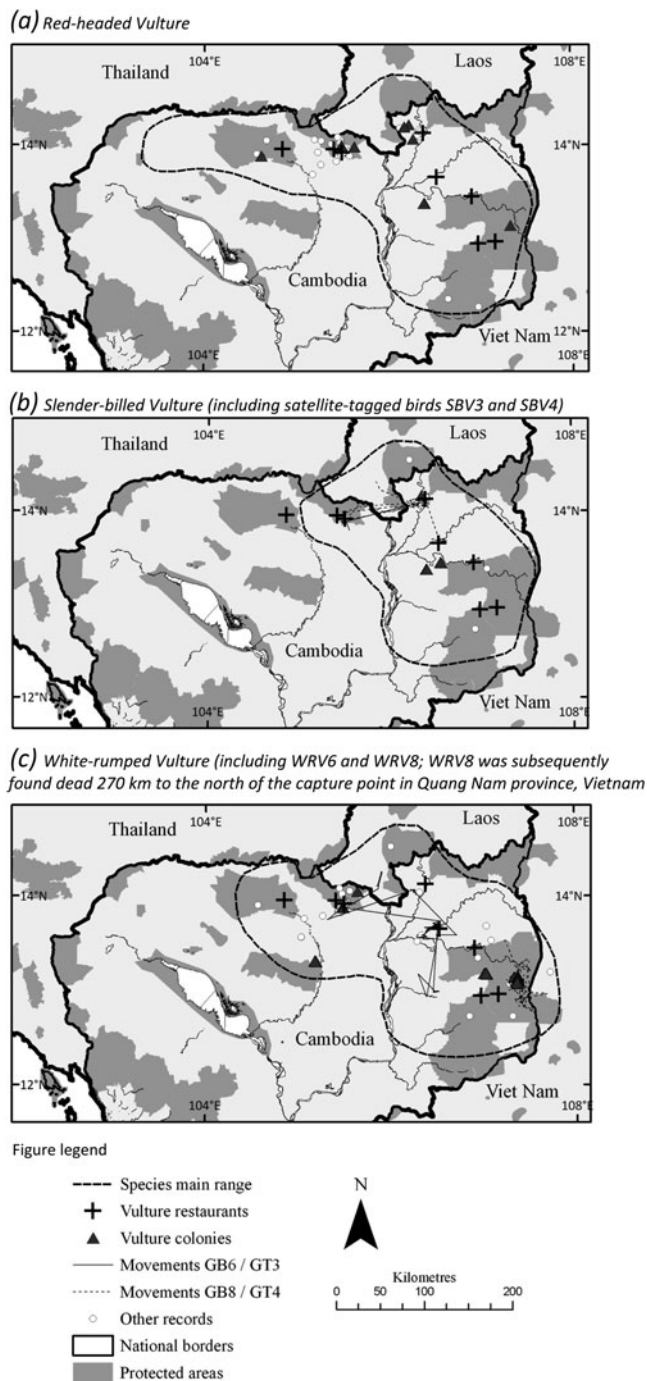 (a) Red-headed Vulture
104°E
108°E
Thailand
Laos
14°N
14°N
Cambodia
12°N
12°N
Viet Nam
104°E
108°E
(b) Slender-billed Vulture (including satellite-tagged birds SBV3 and SBV4)
104°E
108°E
Thailand
Laos
14°N
14°N
Cambodia
12°N
12°N
Viet Nam
104°E
108°E
(c) White-rumped Vulture (including WRV6 and WRV8; WRV8 was subsequently
found dead 270 km to the north of the capture point in Quang Nam province, Vietnam
104°E
108°E
Thailand
Laos
14°N
14°N
Cambodia
12°N
12°N
Viet Nam
104°E
108°E
Figure legend
Species main range
Vulture restaurants
Vulture colonies
Movements GB6 / GT3
Movements GB8 / GT4
Other records
National borders
Protected areas
N
Kilometres
0 50 100 200